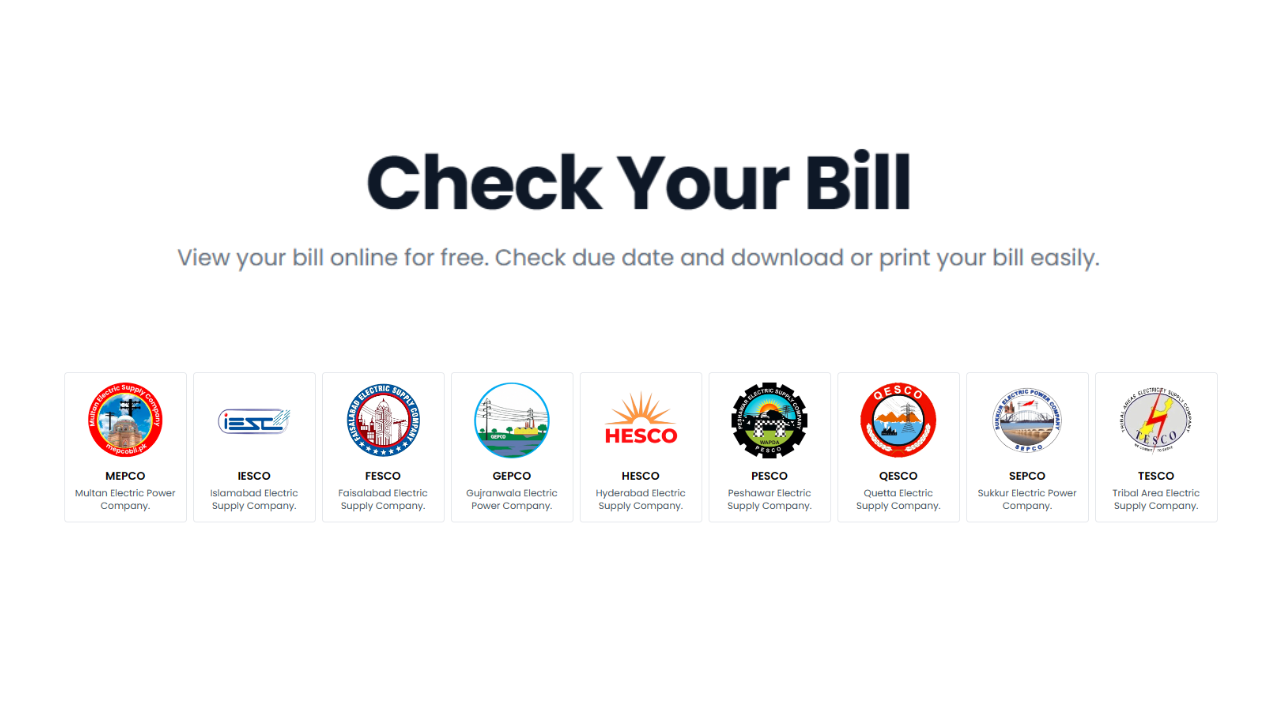 Check Your Bill
View your bill online for free. Check due date and download or print your bill easily.
Multan Electric Supply Company
mepcobill.pk
MEPCO
Multan Electric Power
Company.
iESCO
IESCO
Islamabad Electric
Supply Company.
FAISALABAD ELECTRIC SUPPLY COMPANY
FESCO
Faisalabad Electric
Supply Company.
GEPCO
GEPCO
Gujranwala Electric
Power Company.
HESCO
HESCO
Hyderabad Electric
Supply Company.
PESHAWAR ELECTRIC SUPPLY COMPANY
WAPDA
PESCO
PESCO
Peshawar Electric
Supply Company.
QESCO
QESCO
Quetta Electric
Supply Company.
SUKKUR ELECTRIC POWER COMPANY
SEPCO
SEPCO
Sukkur Electric Power
Company.
TRIBAL AREAS ELECTRICITY SUPPLY COMPANY
TESCO
TESCO
Tribal Area Electric
Supply Company.